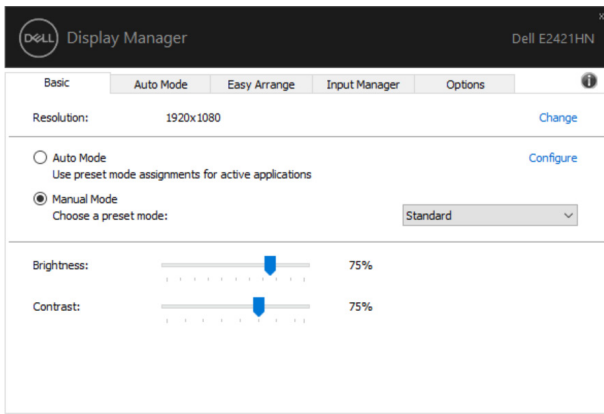 DELL Display Manager Dell E2421HN
Basic Auto Mode Easy Arrange Input Manager Options
Resolution: 1920x1080 Change
Auto Mode Configure
Use preset mode assignments for active applications
Manual Mode
Choose a preset mode: Standard
Brightness: 75%
Contrast: 75%